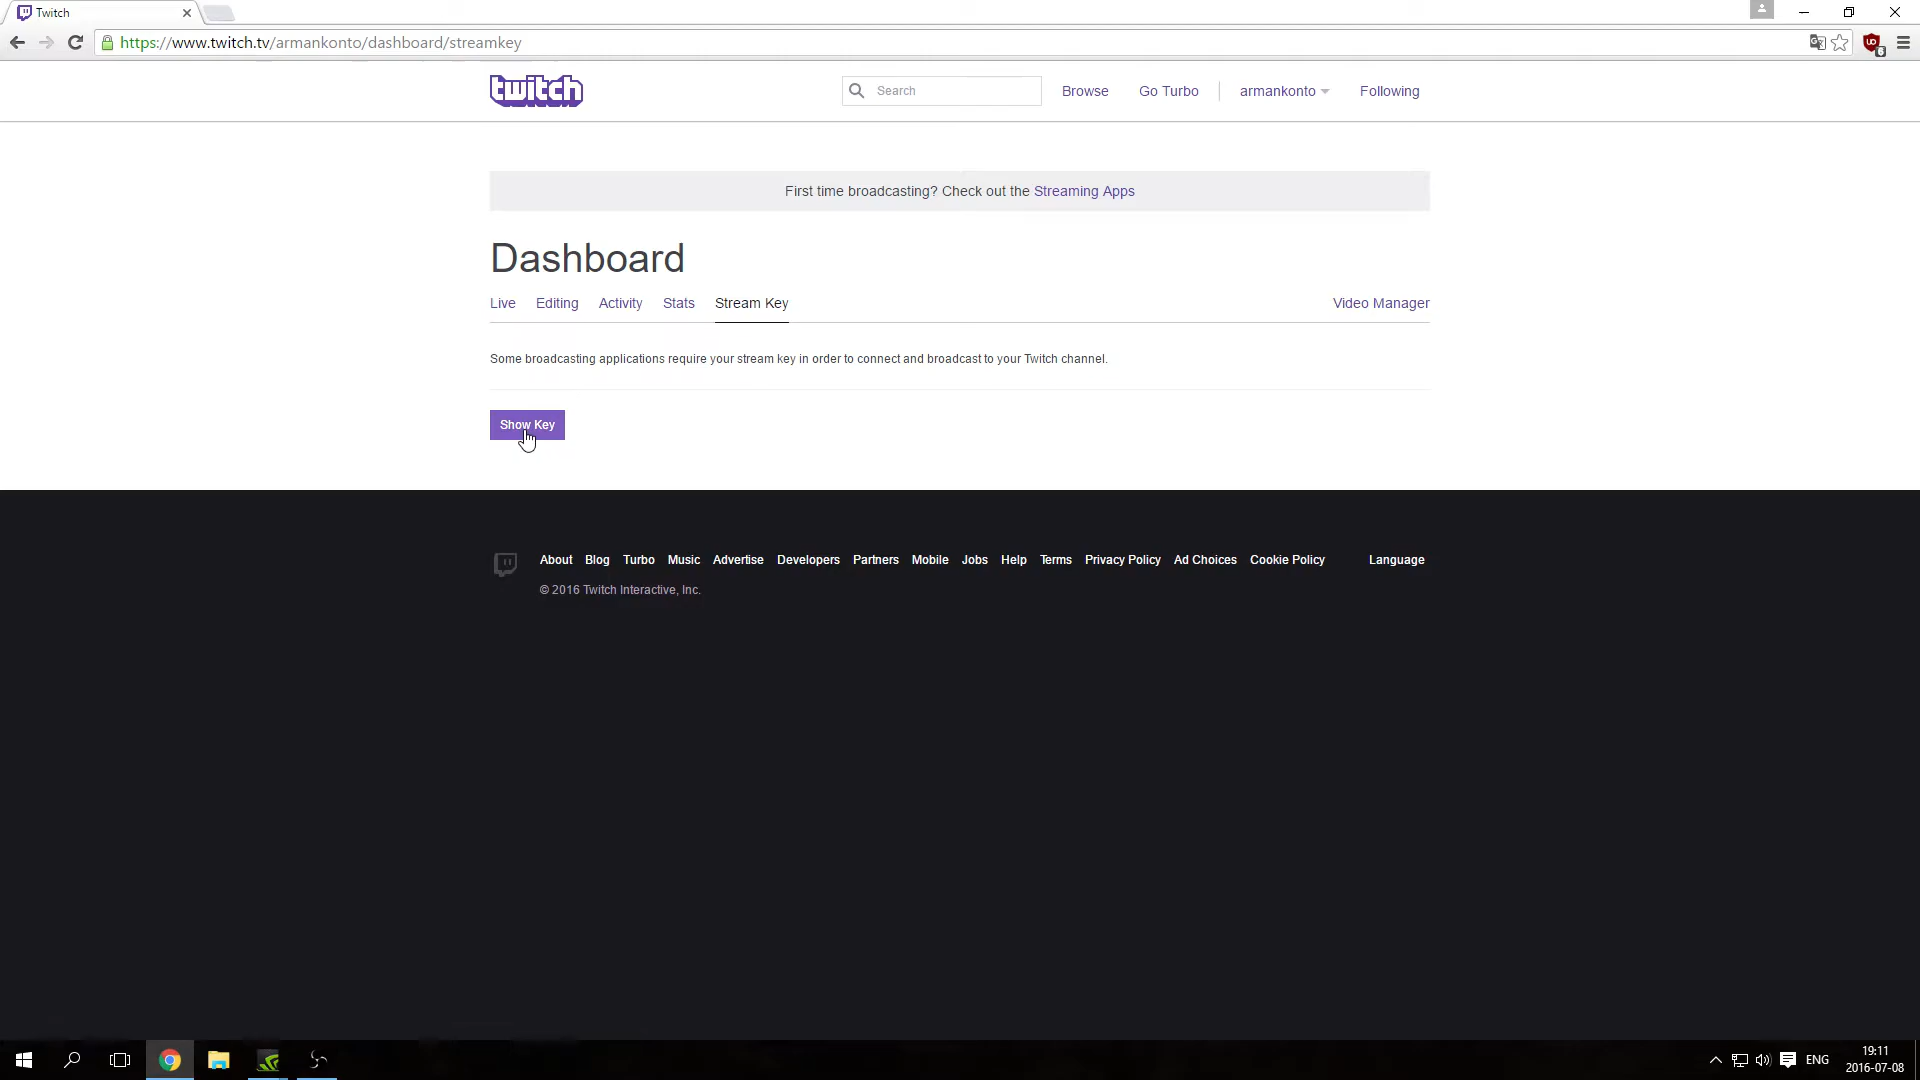 Twitch
https://www.twitch.tv/armankonto/dashboard/streamkey
twitch
Search
Browse
Go Turbo
armankonto
Following
First time broadcasting? Check out the Streaming Apps
Dashboard
Live
Editing
Activity
Stats
Stream Key
Video Manager
Some broadcasting applications require your stream key in order to connect and broadcast to your Twitch channel.
Show Key
About Blog Turbo Music Advertise Developers Partners Mobile Jobs Help Terms Privacy Policy Ad Choices Cookie Policy Language
© 2016 Twitch Interactive, Inc.
ENG
19:11
2016-07-08